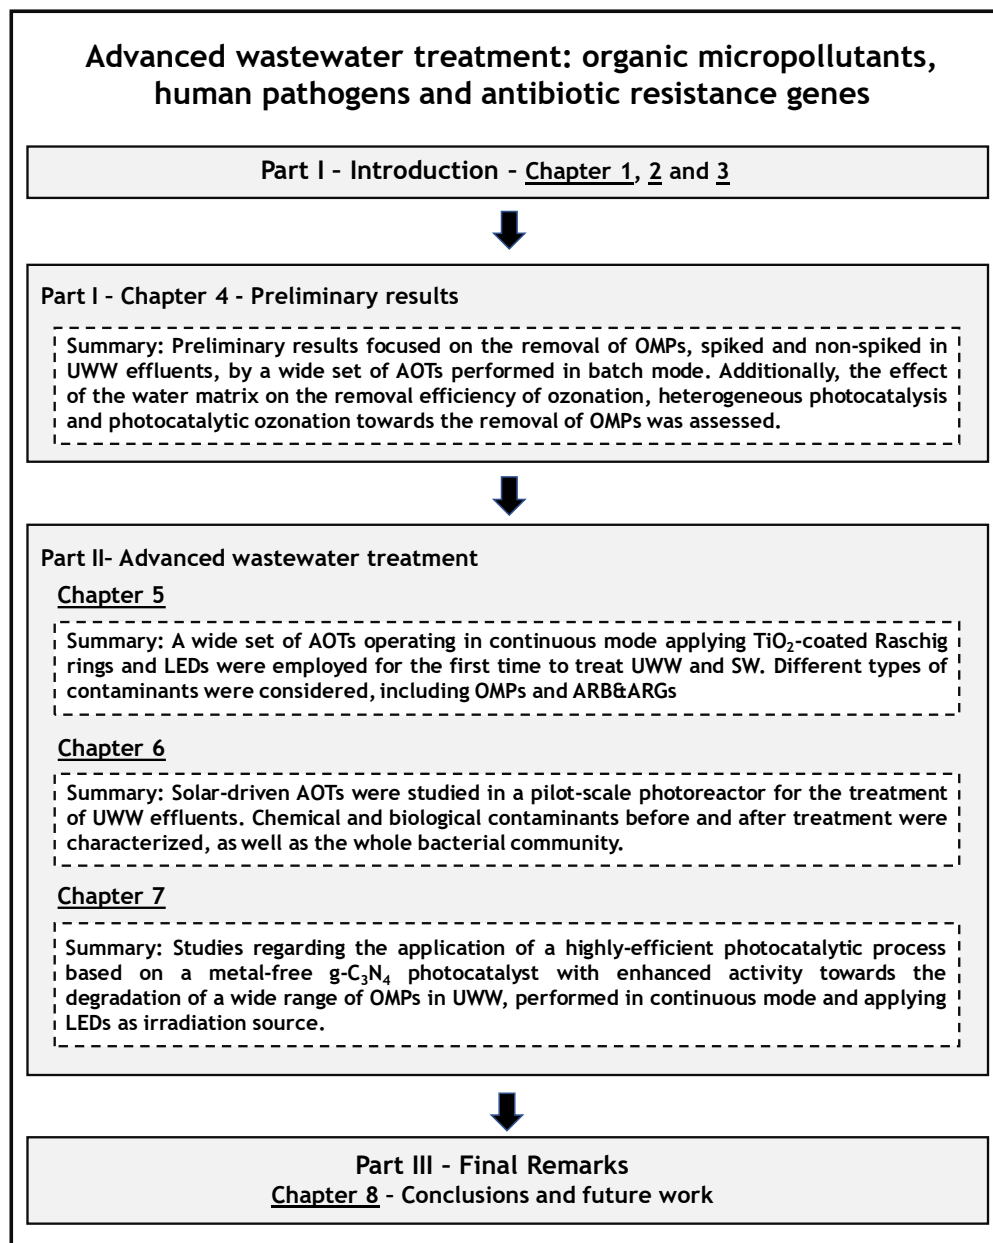 Advanced wastewater treatment: organic micropollutants,
human pathogens and antibiotic resistance genes
Part I – Introduction – Chapter 1, 2 and 3
Part I – Chapter 4 - Preliminary results
Summary: Preliminary results focused on the removal of OMPs, spiked and non-spiked in
UWW effluents, by a wide set of AOTs performed in batch mode. Additionally, the effect
of the water matrix on the removal efficiency of ozonation, heterogeneous photocatalysis
and photocatalytic ozonation towards the removal of OMPs was assessed.
Part II– Advanced wastewater treatment
Chapter 5
Summary: A wide set of AOTs operating in continuous mode applying TiO₂-coated Raschig
rings and LEDs were employed for the first time to treat UWW and SW. Different types of
contaminants were considered, including OMPs and ARB&ARGs
Chapter 6
Summary: Solar-driven AOTs were studied in a pilot-scale photoreactor for the treatment
of UWW effluents. Chemical and biological contaminants before and after treatment were
characterized, as well as the whole bacterial community.
Chapter 7
Summary: Studies regarding the application of a highly-efficient photocatalytic process
based on a metal-free g-C₃N₄ photocatalyst with enhanced activity towards the
degradation of a wide range of OMPs in UWW, performed in continuous mode and applying
LEDs as irradiation source.
Part III – Final Remarks
Chapter 8 – Conclusions and future work